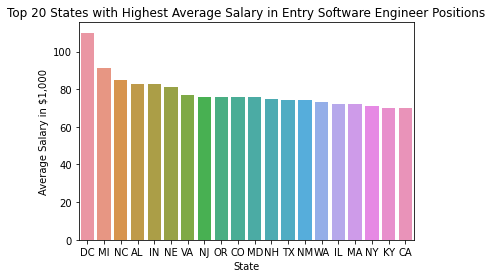 Top 20 States with Highest Average Salary in Entry Software Engineer Positions
Average Salary in $1,000
100
80
60
40
20
0
DC MI NC AL IN NE VA NJ OR CO MD NH TX NM WA IL MA NY KY CA
State